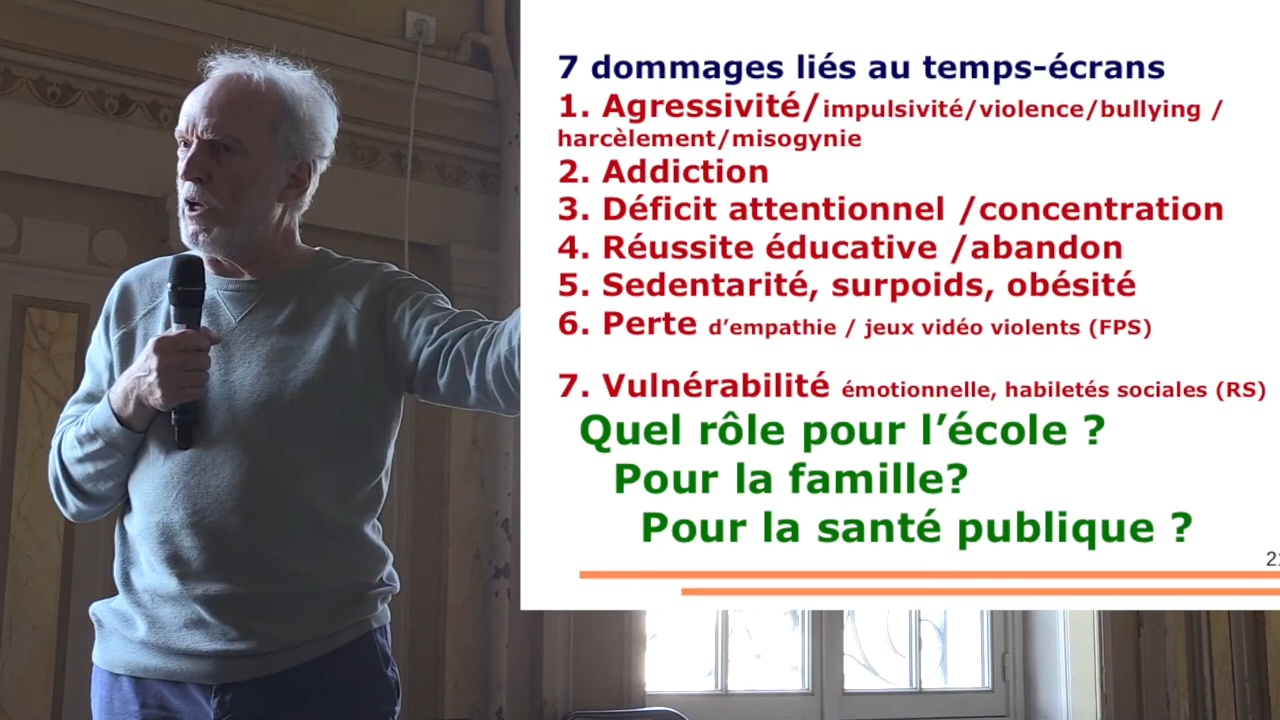 7 dommages liés au temps-écrans
1. Agressivité/impulsivité/violence/bullying /
harcèlement/misogynie
2. Addiction
3. Déficit attentionnel /concentration
4. Réussite éducative /abandon
5. Sedentarité, surpoids, obésité
6. Perte d’empathie / jeux vidéo violents (FPS)
7. Vulnérabilité émotionnelle, habiletés sociales (RS)
Quel rôle pour l’école ?
Pour la famille?
Pour la santé publique ?